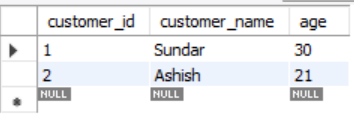 customer_id customer_name age
1 Sundar 30
2 Ashish 21
NULL NULL NULL